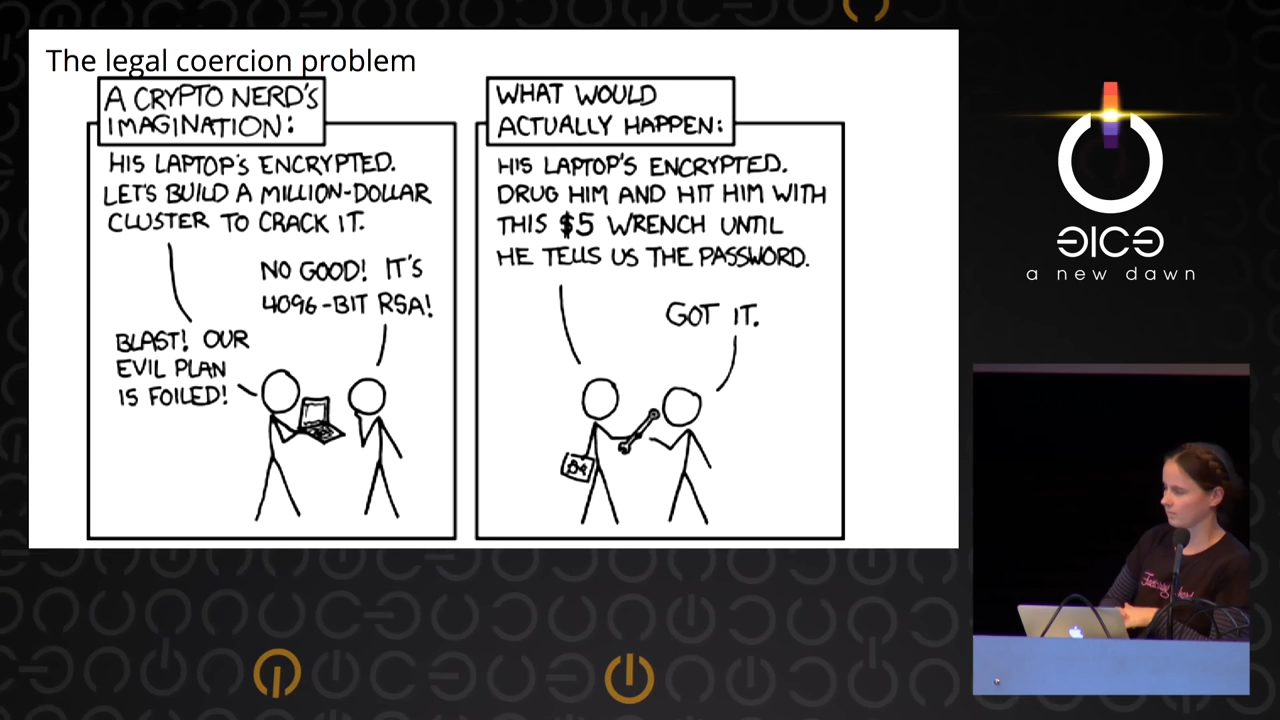 The legal coercion problem
A CRYPTO NERD'S
IMAGINATION:
HIS LAPTOP'S ENCRYPTED.
LET'S BUILD A MILLION-DOLLAR
CLUSTER TO CRACK IT.
NO GOOD! IT'S
4096-BIT RSA!
BLAST! OUR
EVIL PLAN
IS FOILED!
WHAT WOULD
ACTUALLY HAPPEN:
HIS LAPTOP'S ENCRYPTED.
DRUG HIM AND HIT HIM WITH
THIS $5 WRENCH UNTIL
HE TELLS US THE PASSWORD.
GOT IT.
a new dawn